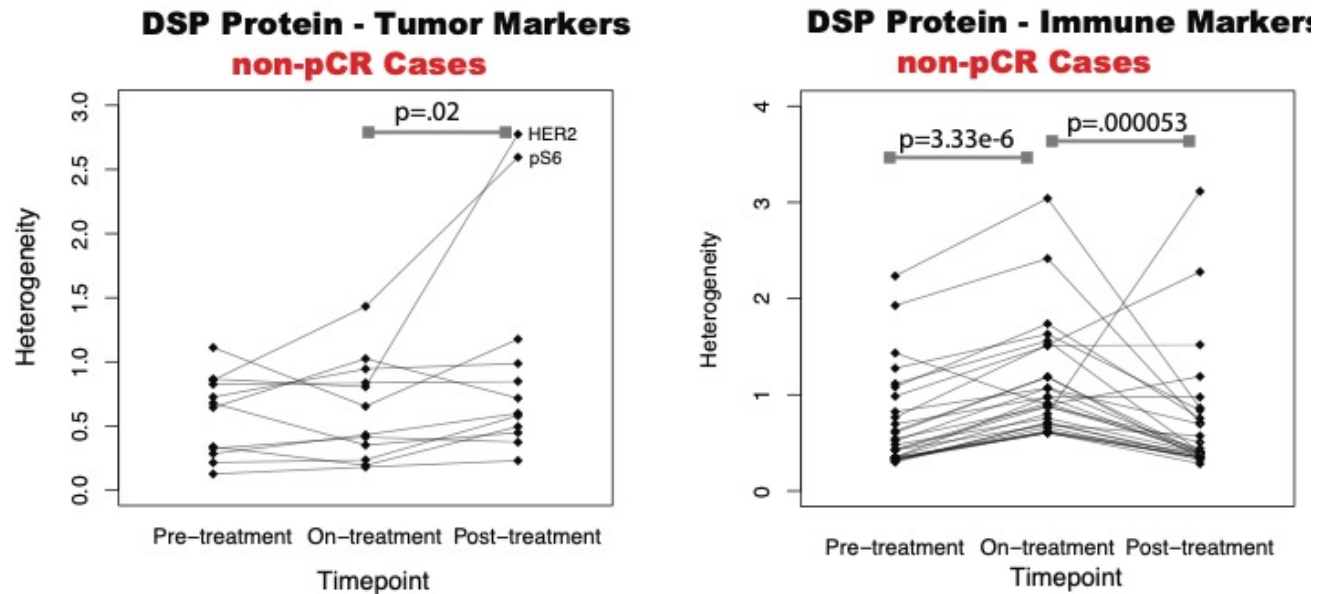 DSP Protein - Tumor Markers
non-pCR Cases
Heterogeneity
3.0
2.5
2.0
1.5
1.0
0.5
0.0
p=.02
HER2
pS6
Pre-treatment On-treatment Post-treatment
Timepoint
DSP Protein - Immune Markers
non-pCR Cases
Heterogeneity
4
3
2
1
0
p=3.33e-6
p=.000053
Pre-treatment On-treatment Post-treatment
Timepoint